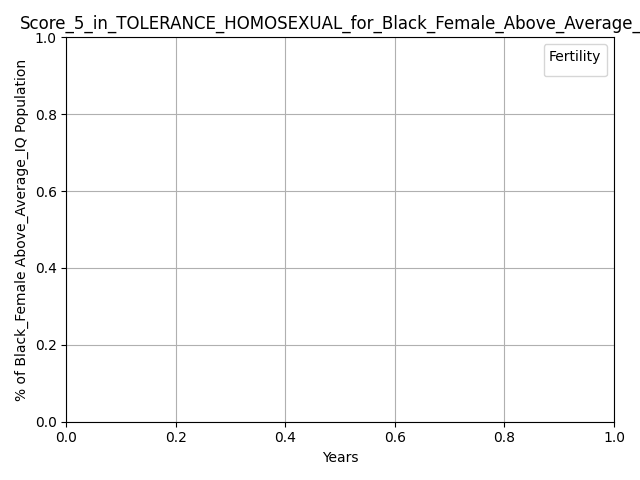 Score_5_in_TOLERANCE_HOMOSEXUAL_for_Black_Female_Above_Average_
Fertility
% of Black_Female Above_Average_IQ Population
1.0
0.8
0.6
0.4
0.2
0.0
0.0 0.2 0.4 0.6 0.8 1.0
Years